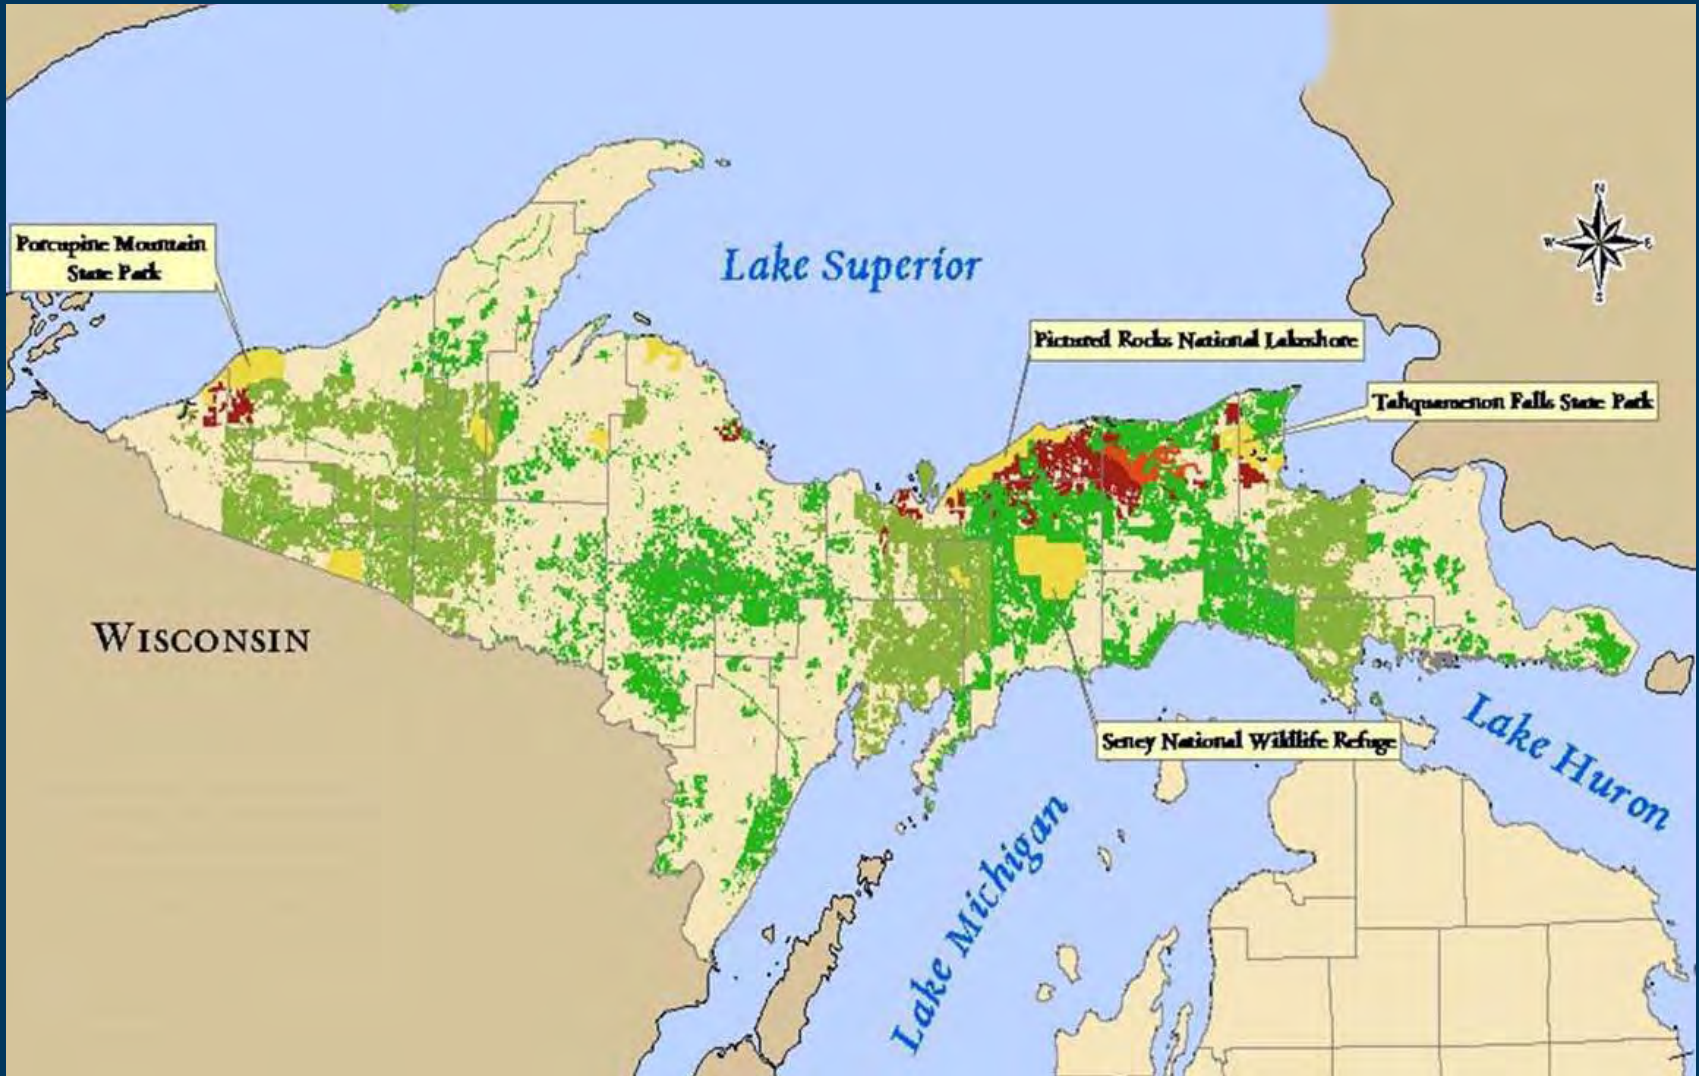 Porcupine Mountain
State Park
Lake Superior
N
W
E
S
Pictured Rocks National Lakeshore
Tahquamenon Falls State Park
WISCONSIN
Seney National Wildlife Refuge
Lake Huron
Lake Michigan